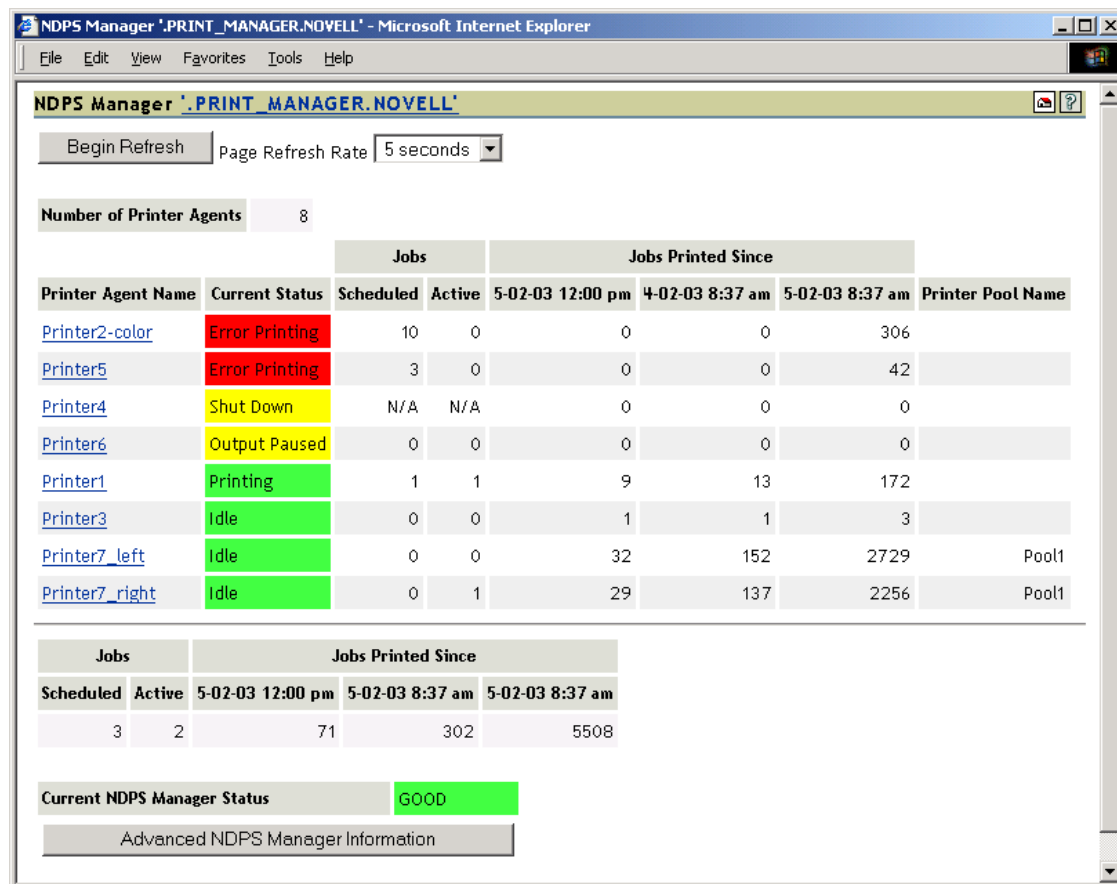 NDPS Manager '.PRINT_MANAGER.NOVELL' - Microsoft Internet Explorer
File Edit View Favorites Tools Help
NDPS Manager '.PRINT_MANAGER.NOVELL'
Begin Refresh Page Refresh Rate 5 seconds
Number of Printer Agents 8
Jobs Jobs Printed Since
Printer Agent Name Current Status Scheduled Active 5-02-03 12:00 pm 4-02-03 8:37 am 5-02-03 8:37 am Printer Pool Name
Printer2-color Error Printing 10 0 0 0 306
Printer5 Error Printing 3 0 0 0 42
Printer4 Shut Down N/A N/A 0 0 0
Printer6 Output Paused 0 0 0 0 0
Printer1 Printing 1 1 9 13 172
Printer3 Idle 0 0 1 1 3
Printer7_left Idle 0 0 32 152 2729 Pool1
Printer7_right Idle 0 1 29 137 2256 Pool1
Jobs Jobs Printed Since
Scheduled Active 5-02-03 12:00 pm 5-02-03 8:37 am 5-02-03 8:37 am
3 2 71 302 5508
Current NDPS Manager Status GOOD
Advanced NDPS Manager Information